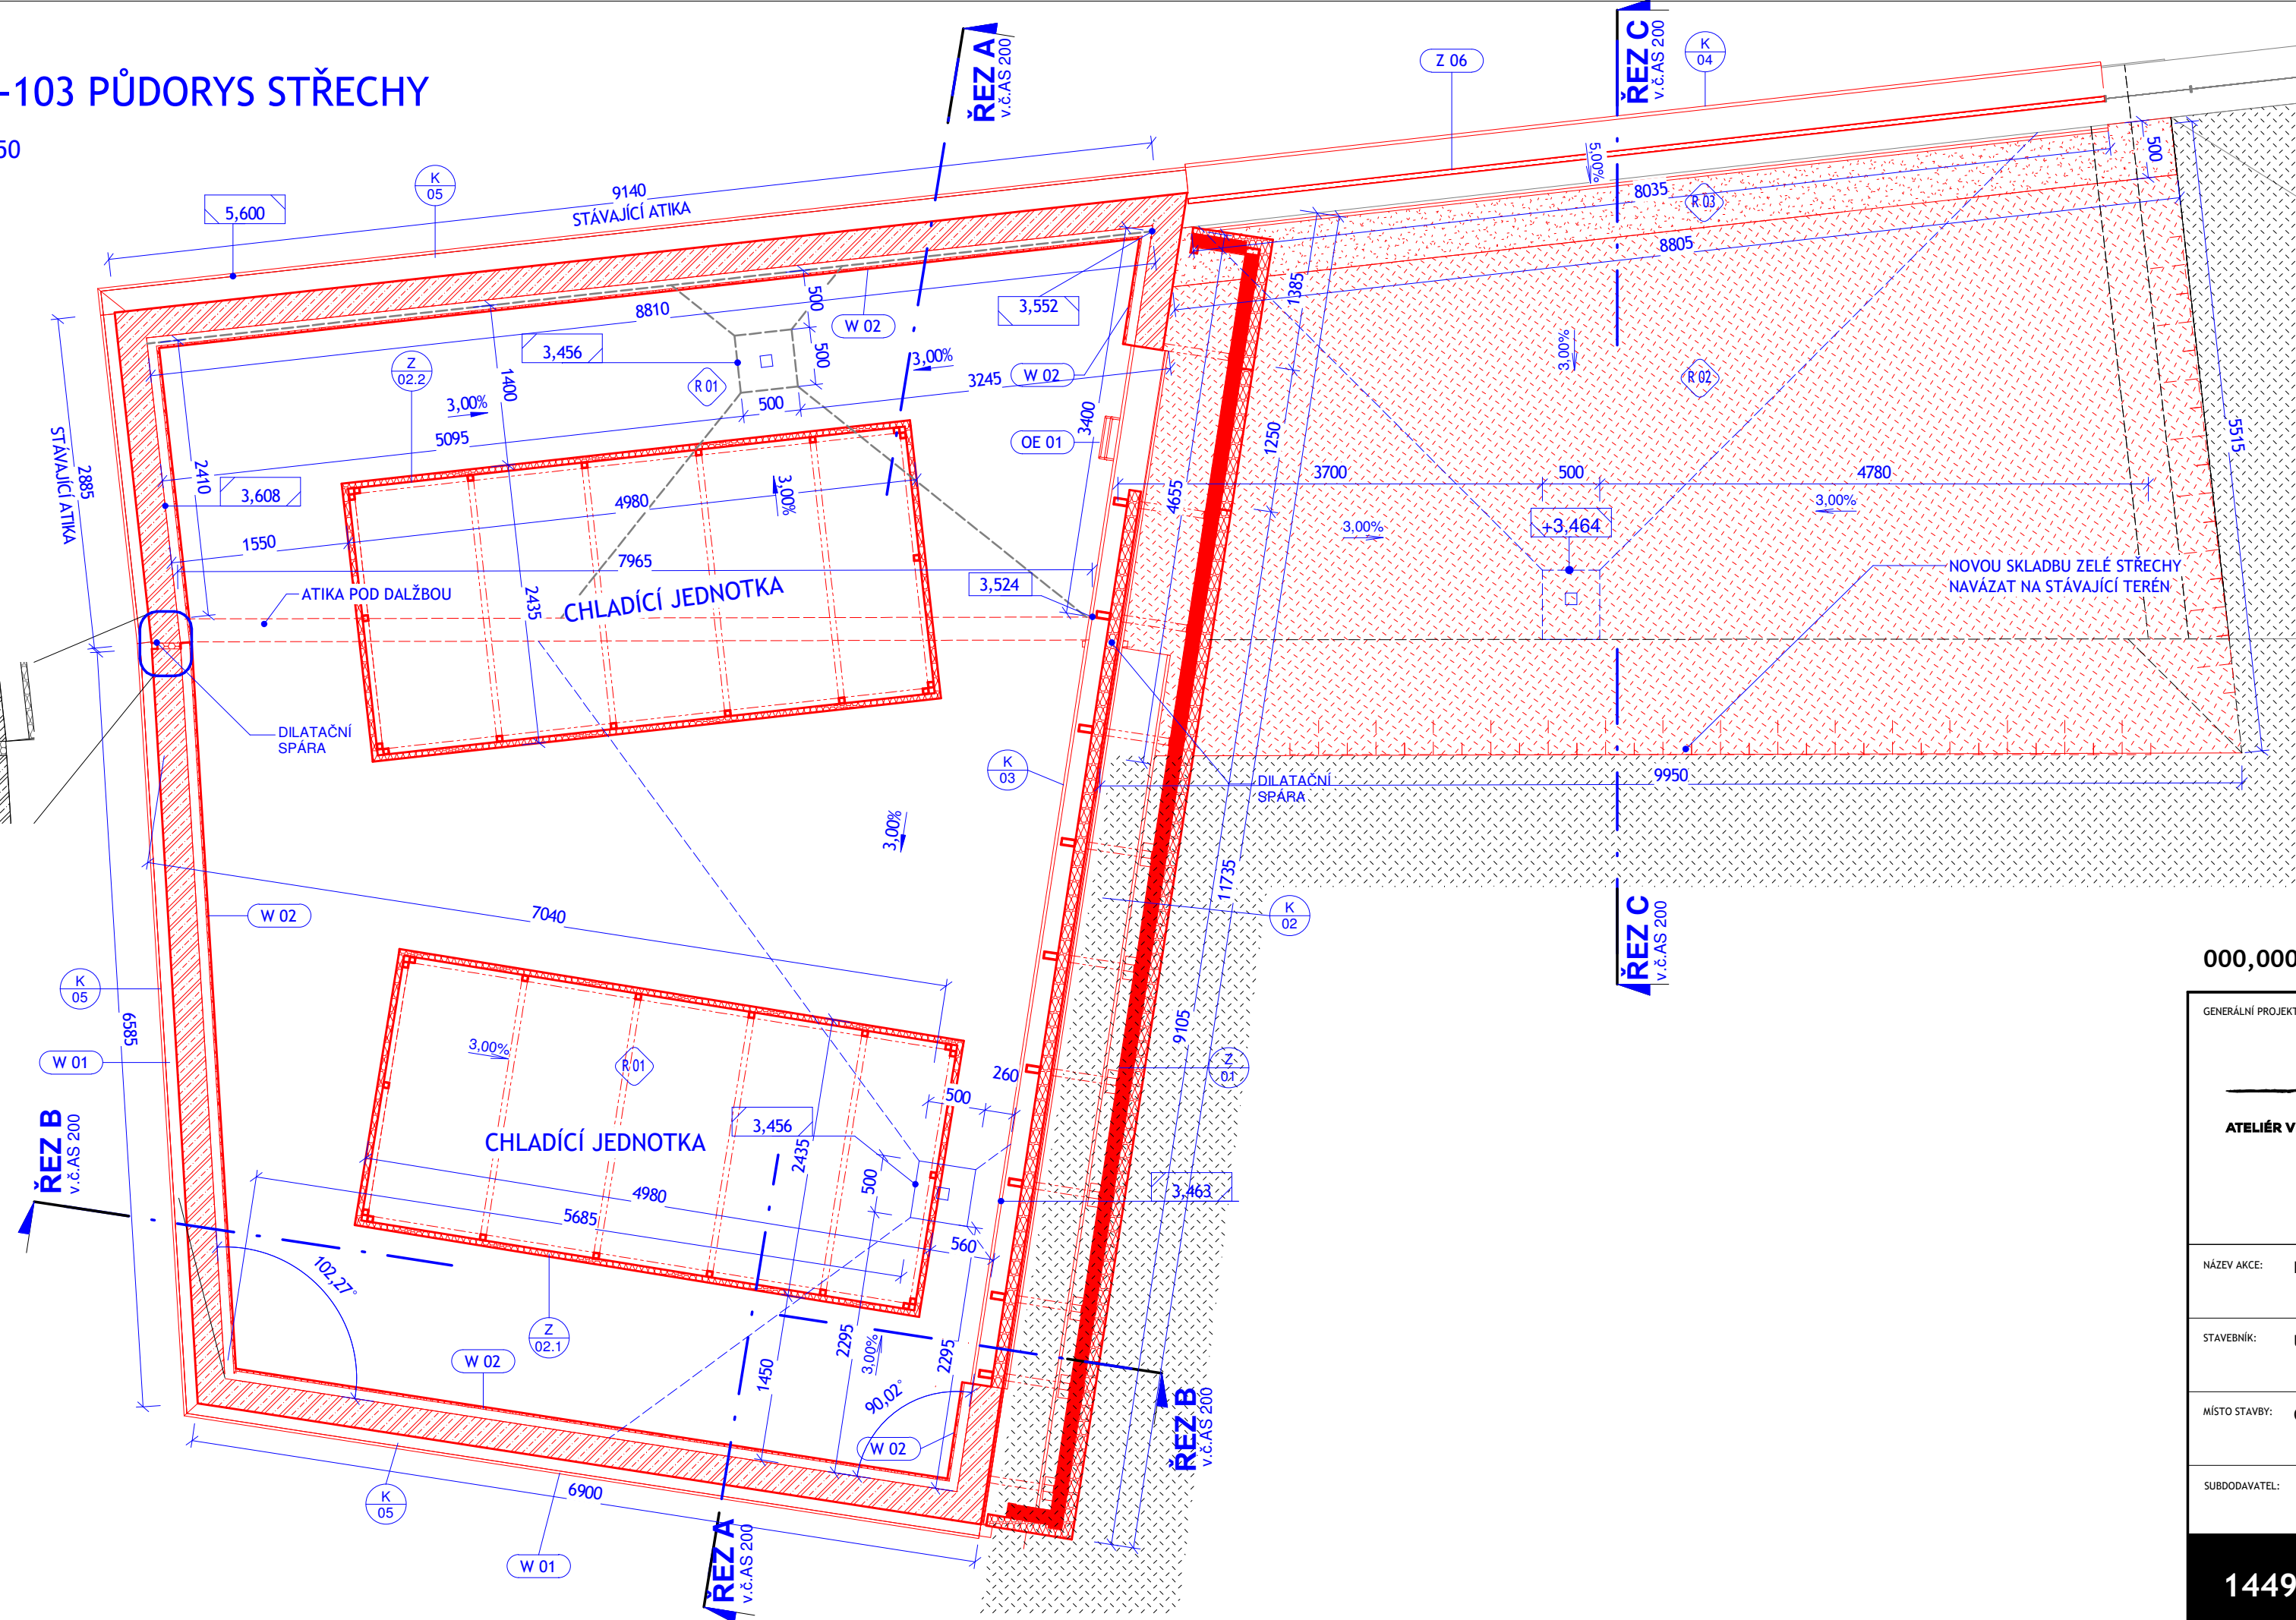 -103 PŮDORYS STŘECHY
50
ŘEZ A
v.č.AS 200
ŘEZ C
v.č.AS 200
K
04
Z 06
K
05
5,600
9140
STÁVAJÍCÍ ATIKA
5,00%
8035
R 03
8805
500
8810
500
3,552
1385
3,456
W 02
Z
02.2
1400
500
3,00%
R 01
3245
W 02
3,00%
R 02
3,00%
500
3400
5095
OE 01
1250
5515
STÁVAJÍCÍ ATIKA
2885
2410
3,608
4980
3,00%
4655
3700
500
4780
3,00%
+3,464
3,00%
1550
7965
NOVOU SKLADBU ZELÉ STŘECHY
NAVÁZAT NA STÁVAJÍCÍ TERÉN
ATIKA POD DALŽBOU
2435
CHLADÍCÍ JEDNOTKA
3,524
DILATAČNÍ
SPÁRA
K
03
DILATAČNÍ
SPÁRA
9950
3,00%
11735
W 02
7040
K
02
ŘEZ C
v.č.AS 200
000,000
K
05
6585
W 01
3,00%
R 01
260
500
9105
Z
01
GENERÁLNÍ PROJEKT
ATELIÉR V
ŘEZ B
v.č.AS 200
CHLADÍCÍ JEDNOTKA
3,456
2435
500
3,463
4980
5685
560
102,27°
NÁZEV AKCE:
Z
02.1
W 02
1450
2295
3,00%
2295
90,02°
STAVEBNÍK:
ŘEZ B
v.č.AS 200
W 02
MÍSTO STAVBY:
6900
K
05
SUBDODAVATEL:
ŘEZ A
v.č.AS 200
W 01
1449